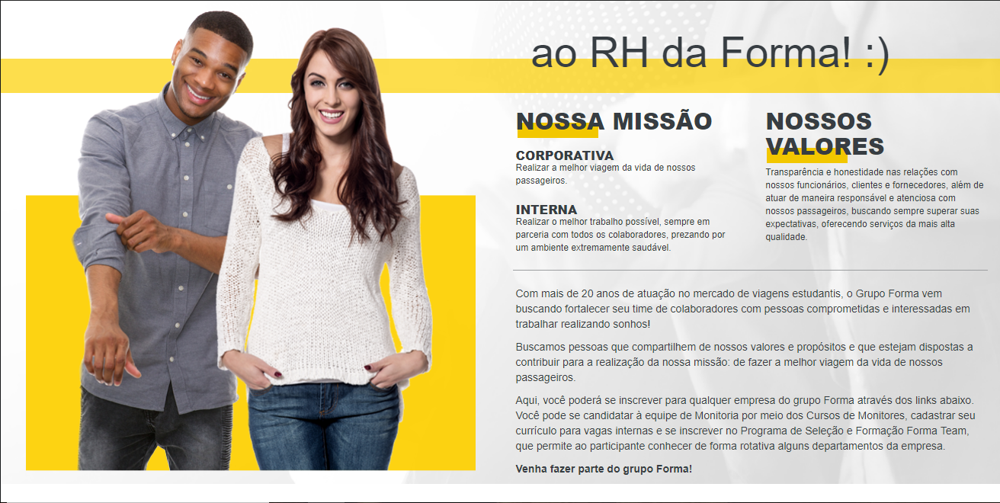 ao RH da Forma! :)
NOSSA MISSÃO
CORPORATIVA
Realizar a melhor viagem da vida de nossos
passageiros.
INTERNA
Realizar o melhor trabalho possível, sempre em
parceria com todos os colaboradores, prezando por
um ambiente extremamente saudável.
NOSSOS
VALORES
Transparência e honestidade nas relações com
nossos funcionários, clientes e fornecedores, além de
atuar de maneira responsável e atenciosa com
nossos passageiros, buscando sempre superar suas
expectativas, oferecendo serviços da mais alta
qualidade.
Com mais de 20 anos de atuação no mercado de viagens estudantis, o Grupo Forma vem
buscando fortalecer seu time de colaboradores com pessoas comprometidas e interessadas em
trabalhar realizando sonhos!
Buscamos pessoas que compartilhem de nossos valores e propósitos e que estejam dispostas a
contribuir para a realização da nossa missão: de fazer a melhor viagem da vida de nossos
passageiros.
Aqui, você poderá se inscrever para qualquer empresa do grupo Forma através dos links abaixo.
Você pode se candidatar à equipe de Monitoria por meio dos Cursos de Monitores, cadastrar seu
currículo para vagas internas e se inscrever no Programa de Seleção e Formação Forma Team,
que permite ao participante conhecer de forma rotativa alguns departamentos da empresa.
Venha fazer parte do grupo Forma!